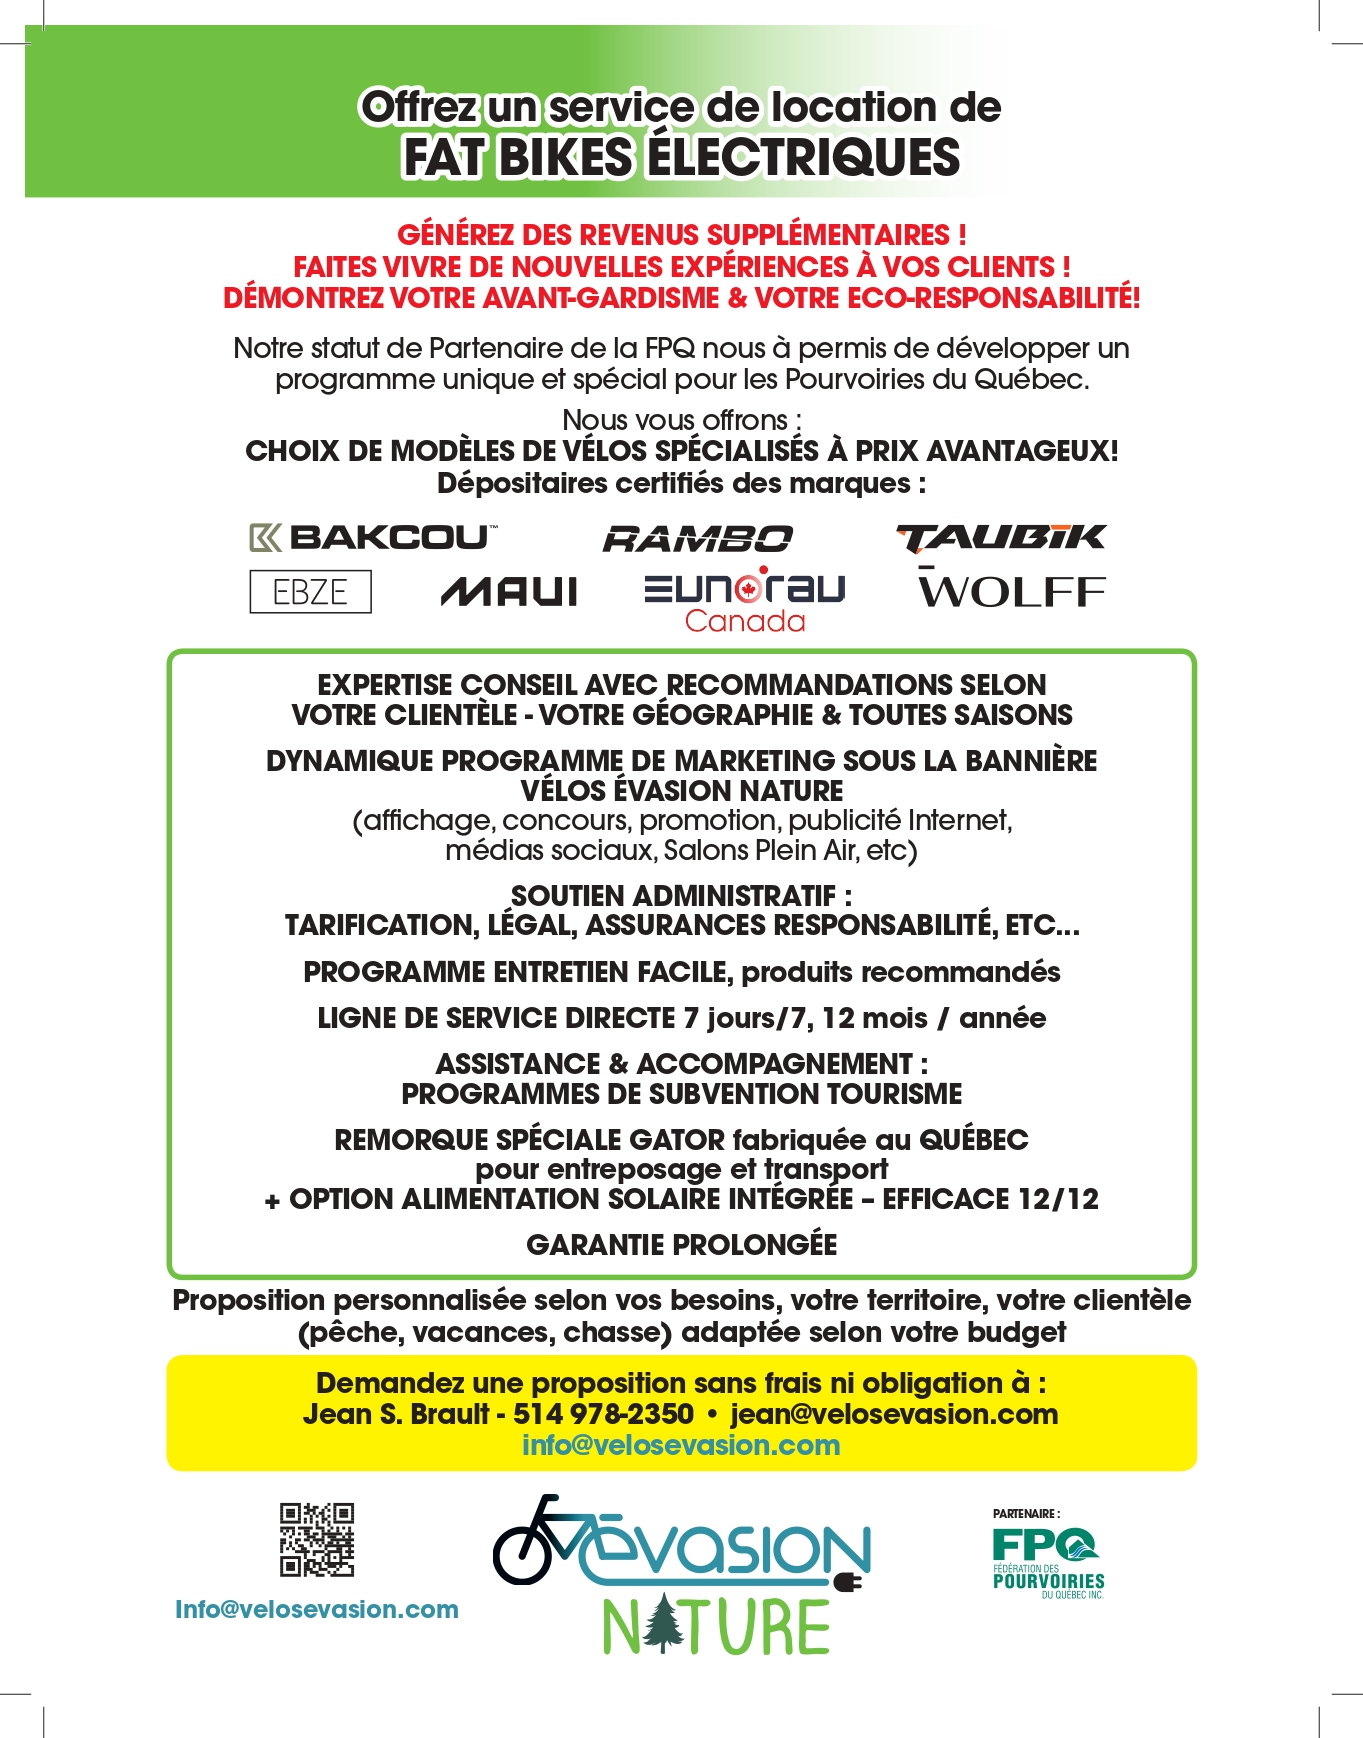 Offrez un service de location de
FAT BIKES ÉLECTRIQUES
GÉNÉREZ DES REVENUS SUPPLÉMENTAIRES !
FAITES VIVRE DE NOUVELLES EXPÉRIENCES À VOS CLIENTS !
DÉMONTREZ VOTRE AVANT-GARDISME & VOTRE ECO-RESPONSABILITÉ!
Notre statut de Partenaire de la FPQ nous à permis de développer un
programme unique et spécial pour les Pourvoiries du Québec.
Nous vous offrons :
CHOIX DE MODÈLES DE VÉLOS SPÉCIALISÉS À PRIX AVANTAGEUX!
Dépositaires certifiés des marques :
BAKCOU™ RAMBO TAUBIK
EBZE MAUI EUNORAU WOLFF
Canada
EXPERTISE CONSEIL AVEC RECOMMANDATIONS SELON
VOTRE CLIENTÈLE - VOTRE GÉOGRAPHIE & TOUTES SAISONS
DYNAMIQUE PROGRAMME DE MARKETING SOUS LA BANNIÈRE
VÉLOS ÉVASION NATURE
(affichage, concours, promotion, publicité Internet,
médias sociaux, Salons Plein Air, etc)
SOUTIEN ADMINISTRATIF :
TARIFICATION, LÉGAL, ASSURANCES RESPONSABILITÉ, ETC...
PROGRAMME ENTRETIEN FACILE, produits recommandés
LIGNE DE SERVICE DIRECTE 7 jours/7, 12 mois / année
ASSISTANCE & ACCOMPAGNEMENT :
PROGRAMMES DE SUBVENTION TOURISME
REMORQUE SPÉCIALE GATOR fabriquée au QUÉBEC
pour entreposage et transport
+ OPTION ALIMENTATION SOLAIRE INTÉGRÉE – EFFICACE 12/12
GARANTIE PROLONGÉE
Proposition personnalisée selon vos besoins, votre territoire, votre clientèle
(pêche, vacances, chasse) adaptée selon votre budget
Demandez une proposition sans frais ni obligation à :
Jean S. Brault - 514 978-2350 • jean@velosevasion.com
info@velosevasion.com
Info@velosevasion.com
évasion
NATURE
PARTENAIRE :
FPQ
FÉDÉRATION DES
POURVOIRIES
DU QUÉBEC INC.